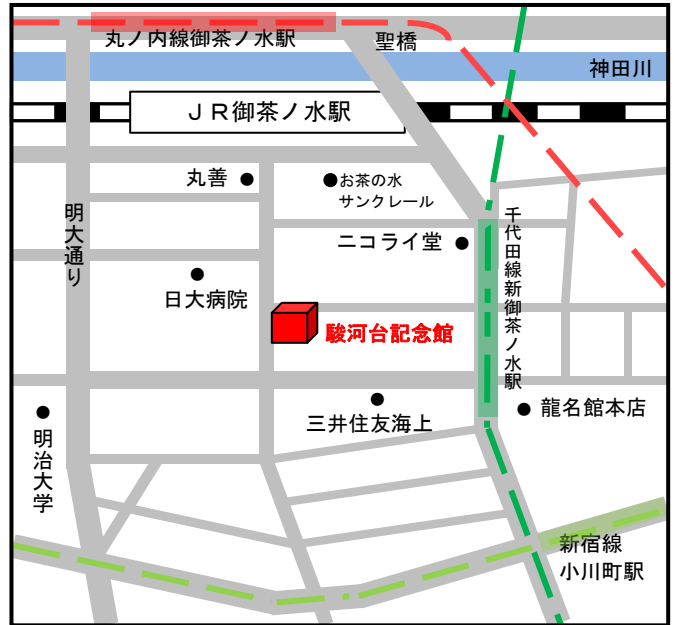 丸ノ内線御茶ノ水駅
聖橋
神田川
ＪＲ御茶ノ水駅
丸善
お茶の水
サンクレール
明大通り
千代田線新御茶ノ水駅
ニコライ堂
日大病院
駿河台記念館
三井住友海上
龍名館本店
明治大学
新宿線
小川町駅